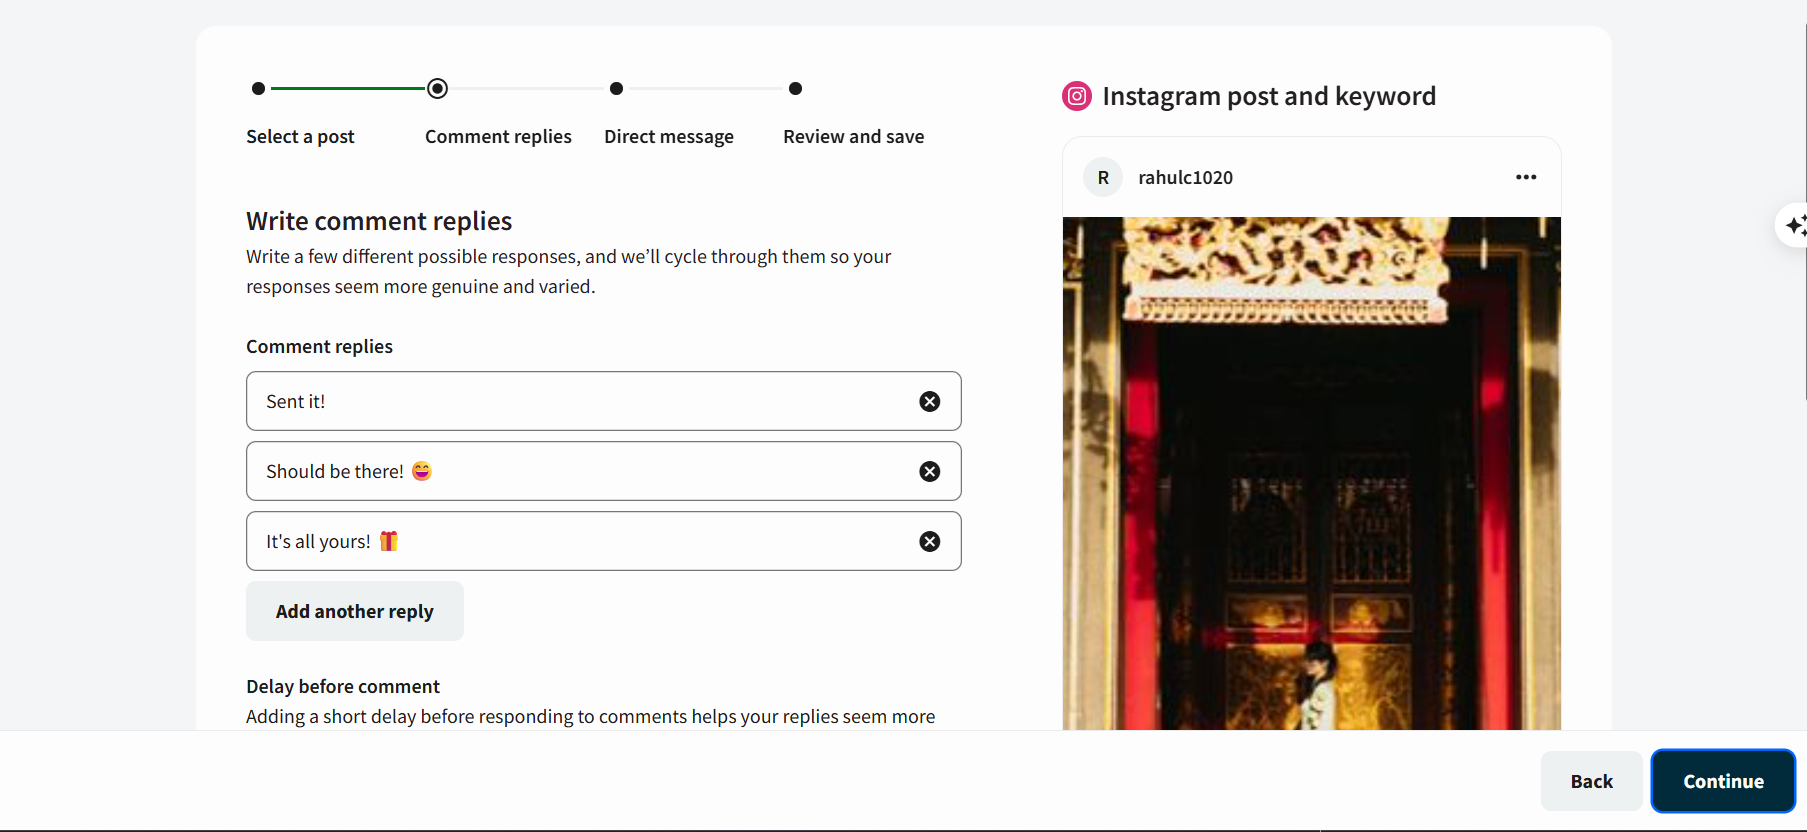 Select a post
Comment replies
Direct message
Review and save
Write comment replies
Write a few different possible responses, and we’ll cycle through them so your
responses seem more genuine and varied.
Comment replies
Sent it!
Should be there! 😄
It's all yours! 🎁
Add another reply
Delay before comment
Adding a short delay before responding to comments helps your replies seem more
Instagram post and keyword
R
rahulc1020
Back
Continue